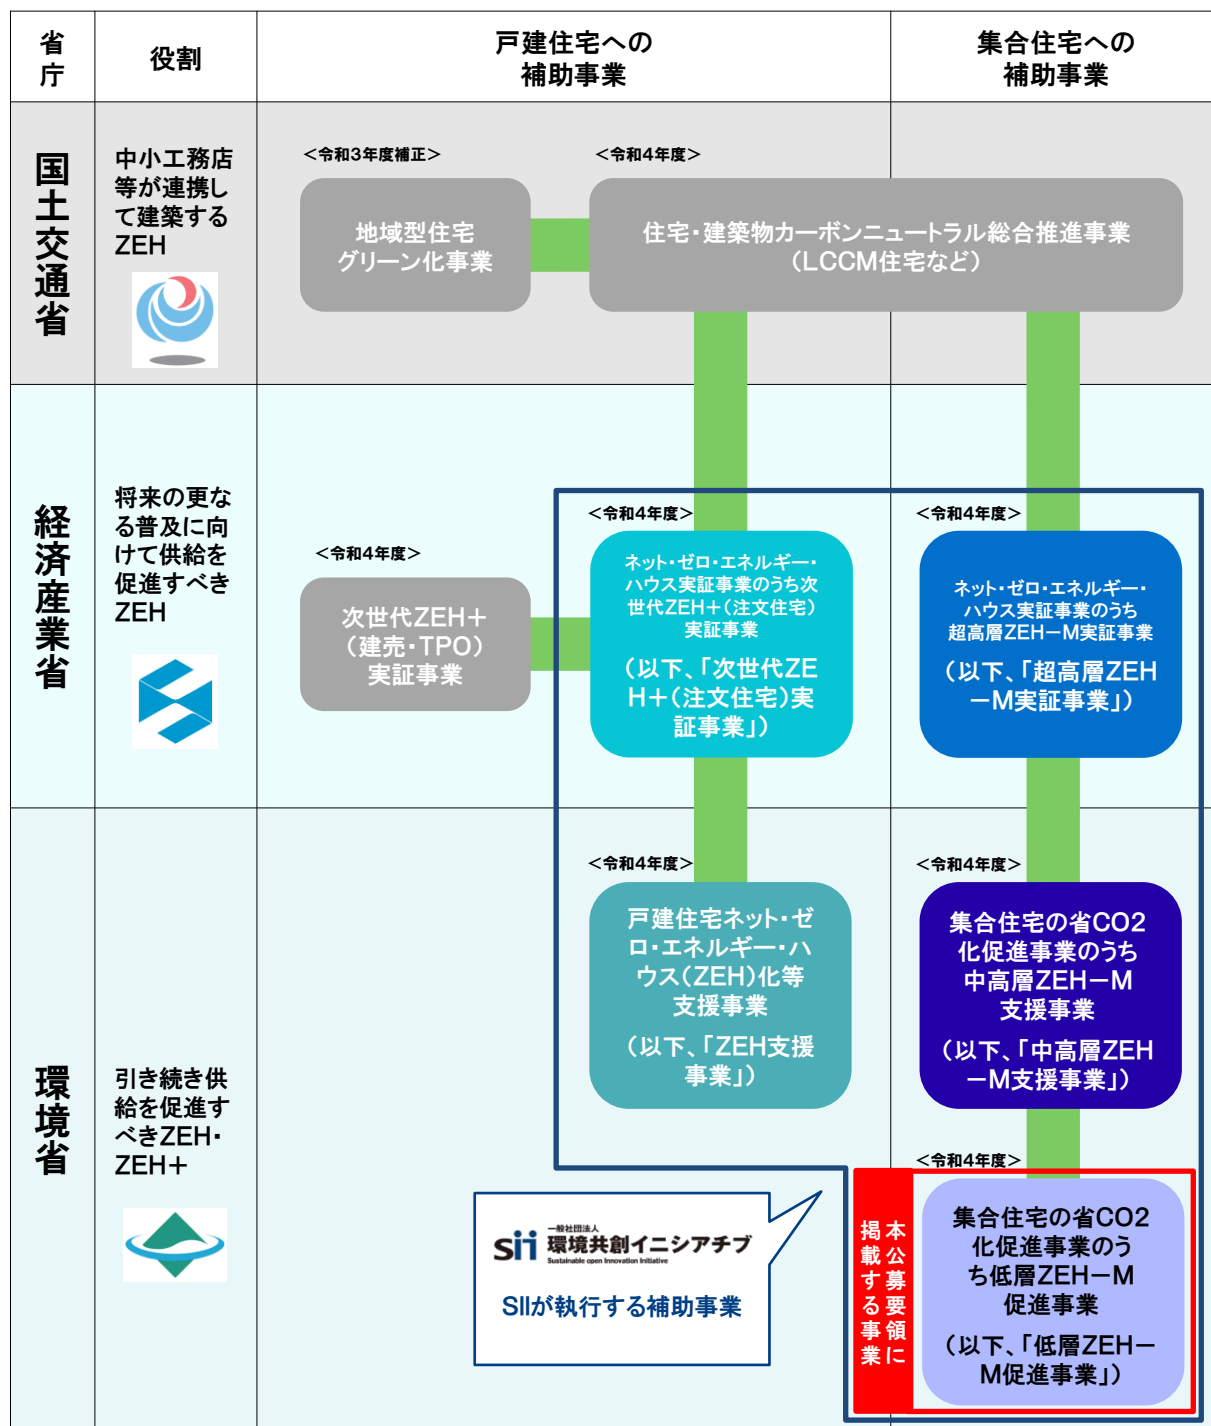 省
庁
役割
戸建住宅への
補助事業
集合住宅への
補助事業
国土交通省
中小工務店
等が連携し
て建築する
ZEH
＜令和3年度補正＞
地域型住宅
グリーン化事業
＜令和4年度＞
住宅・建築物カーボンニュートラル総合推進事業
（LCCM住宅など）
経済産業省
将来の更な
る普及に向
けて供給を
促進すべき
ZEH
＜令和4年度＞
次世代ZEH＋
（建売・TPO）
実証事業
＜令和4年度＞
ネット・ゼロ・エネルギー・
ハウス実証事業のうち次
世代ZEH＋（注文住宅）
実証事業
（以下、「次世代ZE
H＋（注文住宅）実
証事業」）
＜令和4年度＞
ネット・ゼロ・エネルギー・
ハウス実証事業のうち
超高層ZEH－M実証事業
（以下、「超高層ZEH
－M実証事業」）
環境省
引き続き供
給を促進す
べきZEH・
ZEH＋
＜令和4年度＞
戸建住宅ネット・ゼ
ロ・エネルギー・ハ
ウス（ZEH）化等
支援事業
（以下、「ZEH支援
事業」）
＜令和4年度＞
集合住宅の省CO2
化促進事業のうち
中高層ZEH－M
支援事業
（以下、「中高層ZEH
－M支援事業」）
sii
一般社団法人
環境共創イニシアチブ
Sustainable open Innovation Initiative
SIIが執行する補助事業
本公募要領に
掲載する事業
＜令和4年度＞
集合住宅の省CO2
化促進事業のう
ち低層ZEH－M
促進事業
（以下、「低層ZEH－
M促進事業」）